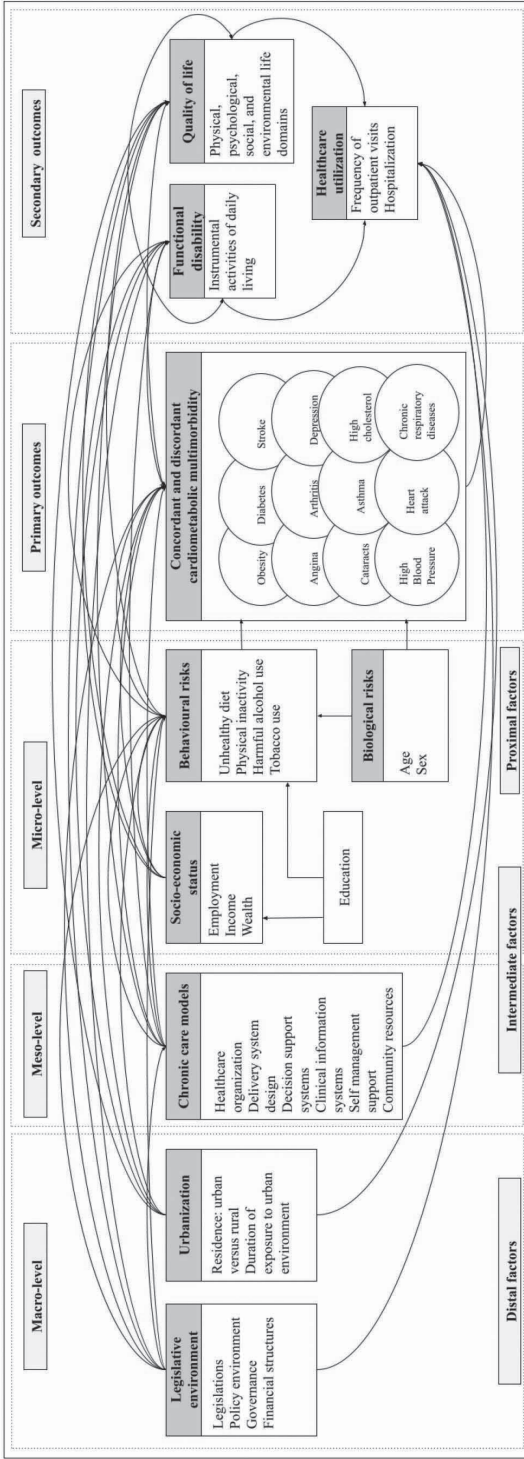 Macro-level
Meso-level
Micro-level
Primary outcomes
Secondary outcomes
Legislative
environment
Legislations
Policy environment
Governance
Financial structures
Urbanization
Residence: urban
versus rural
Duration of
exposure to urban
environment
Chronic care models
Healthcare
organization
Delivery system
design
Decision support
systems
Clinical information
systems
Self management
support
Community resources
Socio-economic
status
Employment
Income
Wealth
Education
Behavioural risks
Unhealthy diet
Physical inactivity
Harmful alcohol use
Tobacco use
Biological risks
Age
Sex
Concordant and discordant
cardiometabolic multimorbidity
Obesity
Diabetes
Stroke
Angina
Arthritis
Depression
Cataracts
Asthma
High
cholesterol
High
Blood
Pressure
Heart
attack
Chronic
respiratory
diseases
Functional
disability
Instrumental
activities of daily
living
Quality of life
Physical,
psychological,
social, and
environmental life
domains
Healthcare
utilization
Frequency of
outpatient visits
Hospitalization
Distal factors
Intermediate factors
Proximal factors